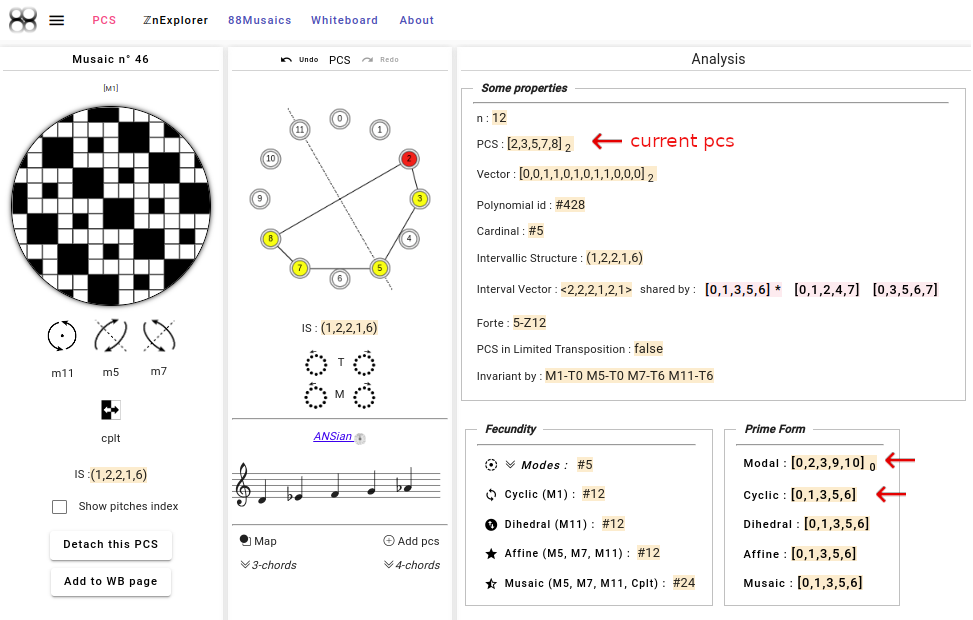 PCS ℤnExplorer 88Musaics Whiteboard About
Musaic n° 46
[M1]
m11 m5 m7
cplt
IS :(1,2,2,1,6)
Show pitches index
Detach this PCS
Add to WB page
Undo PCS Redo
0
1
2
3
4
5
6
7
8
9
10
11
IS : (1,2,2,1,6)
T
M
ANSian
Map Add pcs
3-chords 4-chords
Analysis
Some properties
n : 12
PCS : [2,3,5,7,8] 2 current pcs
Vector : [0,0,1,1,0,1,0,1,1,0,0,0] 2
Polynomial id : #428
Cardinal : #5
Intervallic Structure : (1,2,2,1,6)
Interval Vector : <2,2,2,1,2,1> shared by : [0,1,3,5,6] * [0,1,2,4,7] [0,3,5,6,7]
Forte : 5-Z12
PCS in Limited Transposition : false
Invariant by : M1-T0 M5-T0 M7-T6 M11-T6
Fecundity
Modes : #5
Cyclic (M1) : #12
Dihedral (M11) : #12
Affine (M5, M7, M11) : #12
Musaic (M5, M7, M11, Cplt) : #24
Prime Form
Modal : [0,2,3,9,10] 0
Cyclic : [0,1,3,5,6]
Dihedral : [0,1,3,5,6]
Affine : [0,1,3,5,6]
Musaic : [0,1,3,5,6]